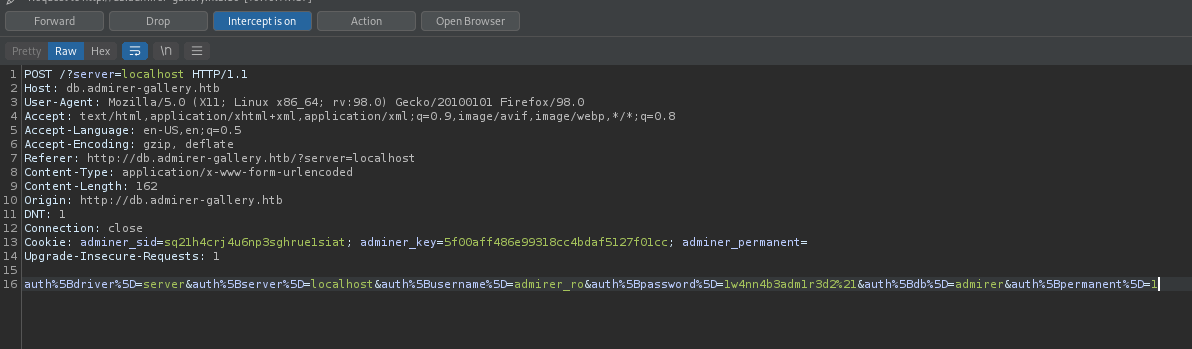 Forward Drop Intercept is on Action Open Browser
Pretty Raw Hex \n
1 POST /?server=localhost HTTP/1.1
2 Host: db.admirer-gallery.htb
3 User-Agent: Mozilla/5.0 (X11; Linux x86_64; rv:98.0) Gecko/20100101 Firefox/98.0
4 Accept: text/html,application/xhtml+xml,application/xml;q=0.9,image/avif,image/webp,*/*;q=0.8
5 Accept-Language: en-US,en;q=0.5
6 Accept-Encoding: gzip, deflate
7 Referer: http://db.admirer-gallery.htb/?server=localhost
8 Content-Type: application/x-www-form-urlencoded
9 Content-Length: 162
10 Origin: http://db.admirer-gallery.htb
11 DNT: 1
12 Connection: close
13 Cookie: adminer_sid=sq21h4crj4u6np3sghrue1siat; adminer_key=5f00aff486e99318cc4bdaf5127f01cc; adminer_permanent=
14 Upgrade-Insecure-Requests: 1
15
16 auth%5Bdriver%5D=server&auth%5Bserver%5D=localhost&auth%5Busername%5D=admirer_ro&auth%5Bpassword%5D=1w4nn4b3adm1r3d2%21&auth%5Bdb%5D=admirer&auth%5Bpermanent%5D=1